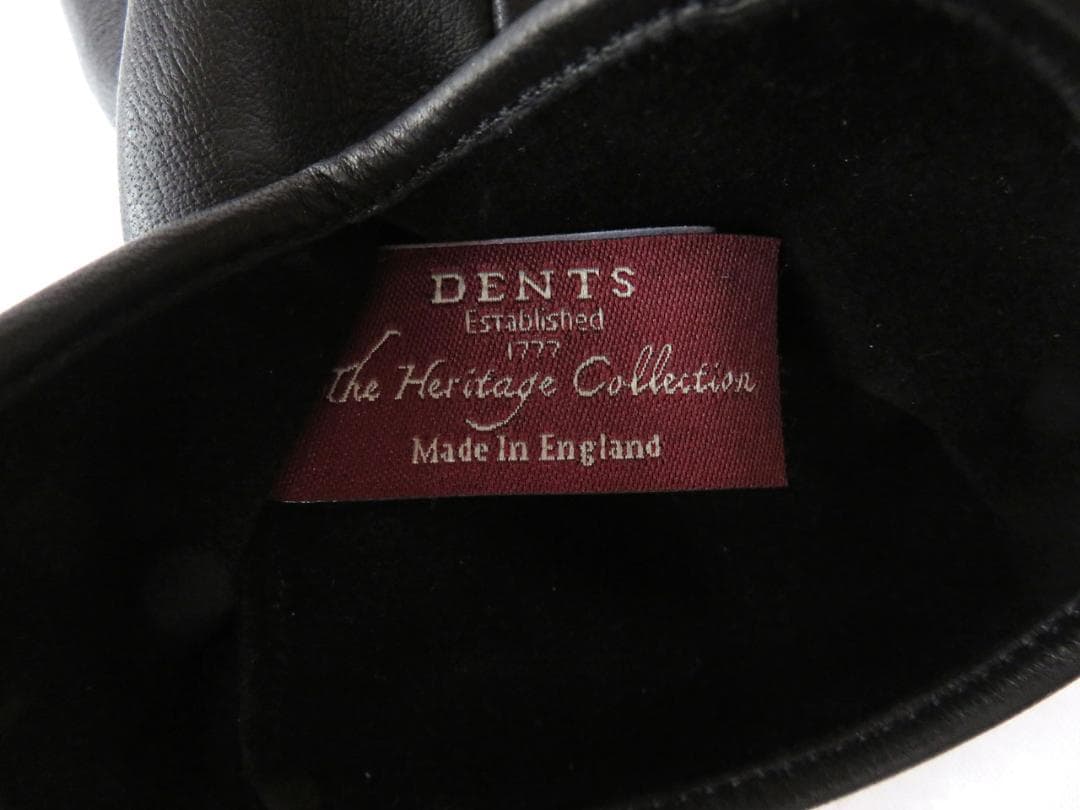 DENTS
Established
1777
The Heritage Collection
Made In England